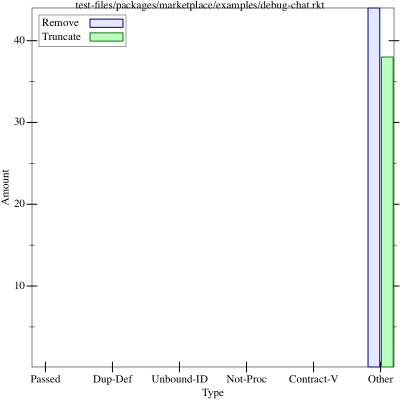 test-files/packages/marketplace/examples/debug-chat.rkt
Remove
Truncate
40
30
20
10
Amount
Passed Dup-Def Unbound-ID Not-Proc Contract-V Other
Type